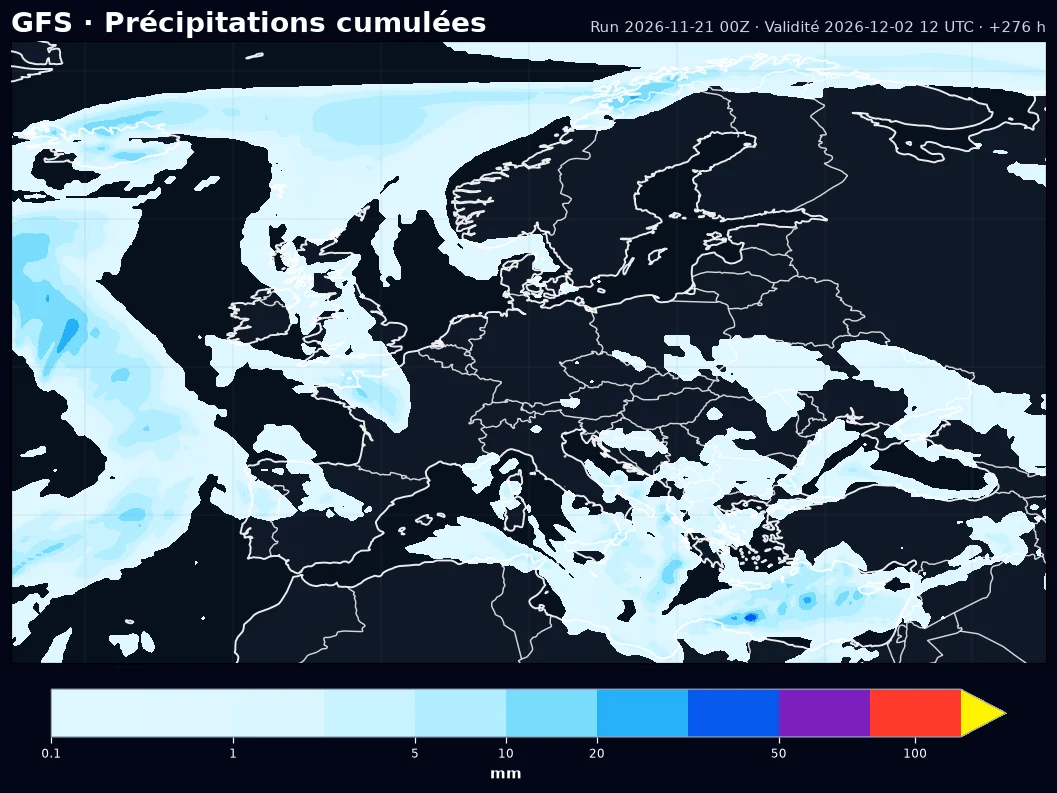 GFS · Précipitations cumulées
Run 2026-11-21 00Z · Validité 2026-12-02 12 UTC · +276 h
0.1 1 5 10 20 50 100
mm